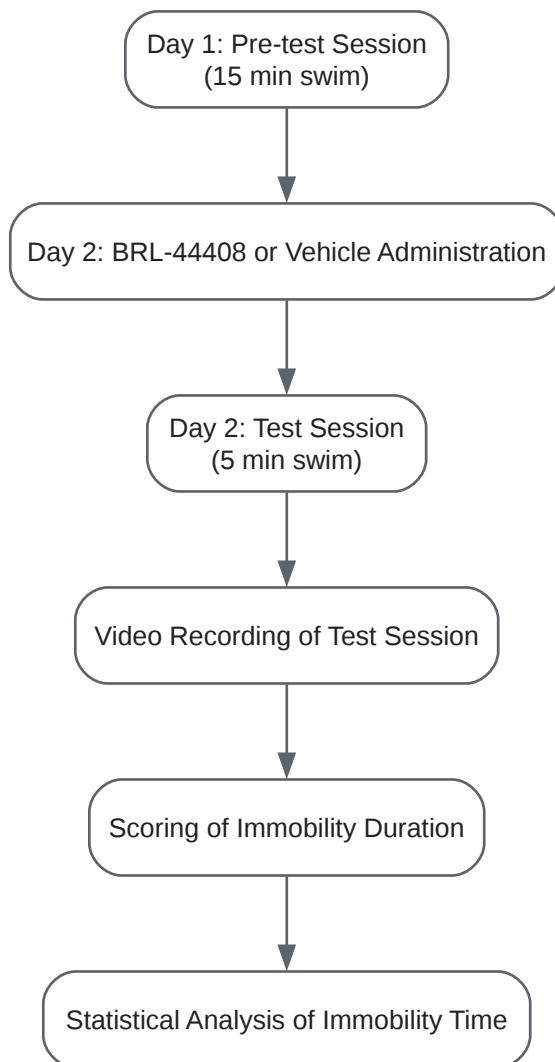 Day 1: Pre-test Session
(15 min swim)
Day 2: BRL-44408 or Vehicle Administration
Day 2: Test Session
(5 min swim)
Video Recording of Test Session
Scoring of Immobility Duration
Statistical Analysis of Immobility Time